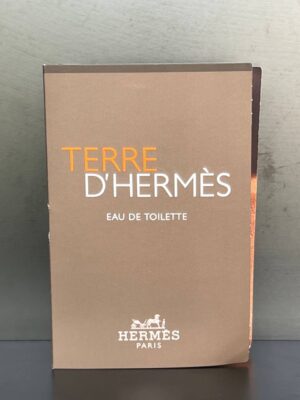 TERRE
D'HERMÈS
EAU DE TOILETTE
HERMÈS
PARIS